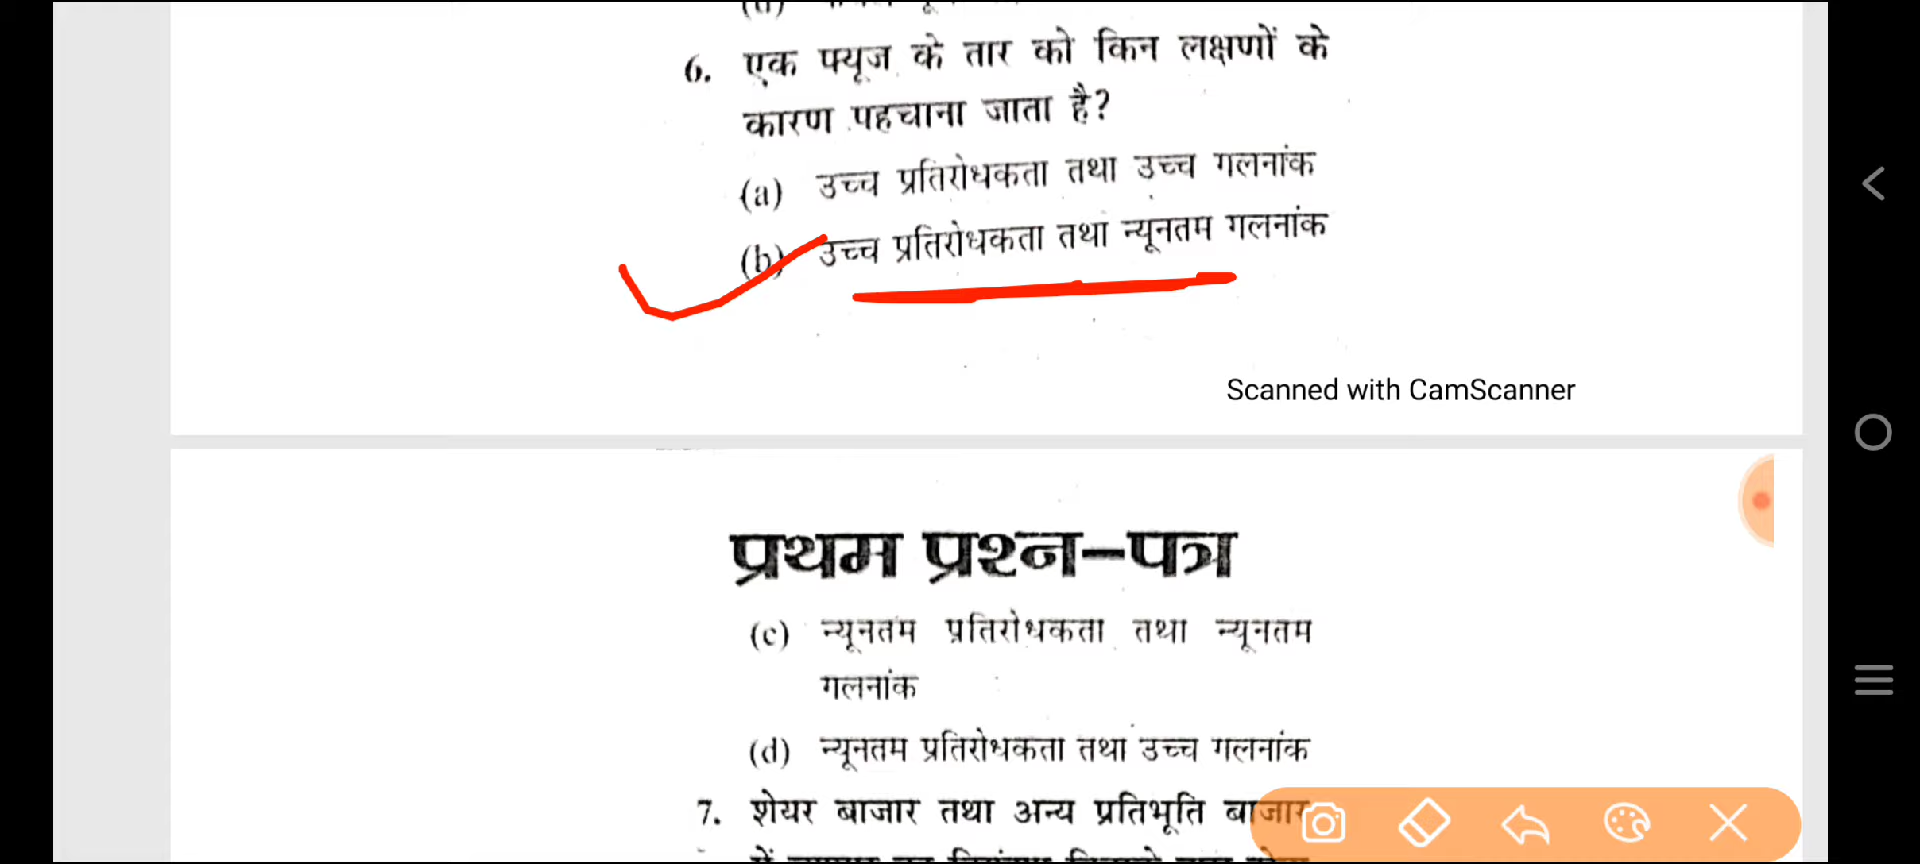 6. एक फ्यूज के तार को किन लक्षणों के
कारण पहचाना जाता है?
(a) उच्च प्रतिरोधकता तथा उच्च गलनांक
(b) उच्च प्रतिरोधकता तथा न्यूनतम गलनांक
Scanned with CamScanner
प्रथम प्रश्न-पत्र
(c) न्यूनतम प्रतिरोधकता तथा न्यूनतम
गलनांक
(d) न्यूनतम प्रतिरोधकता तथा उच्च गलनांक
7. शेयर बाजार तथा अन्य प्रतिभूति बाजार